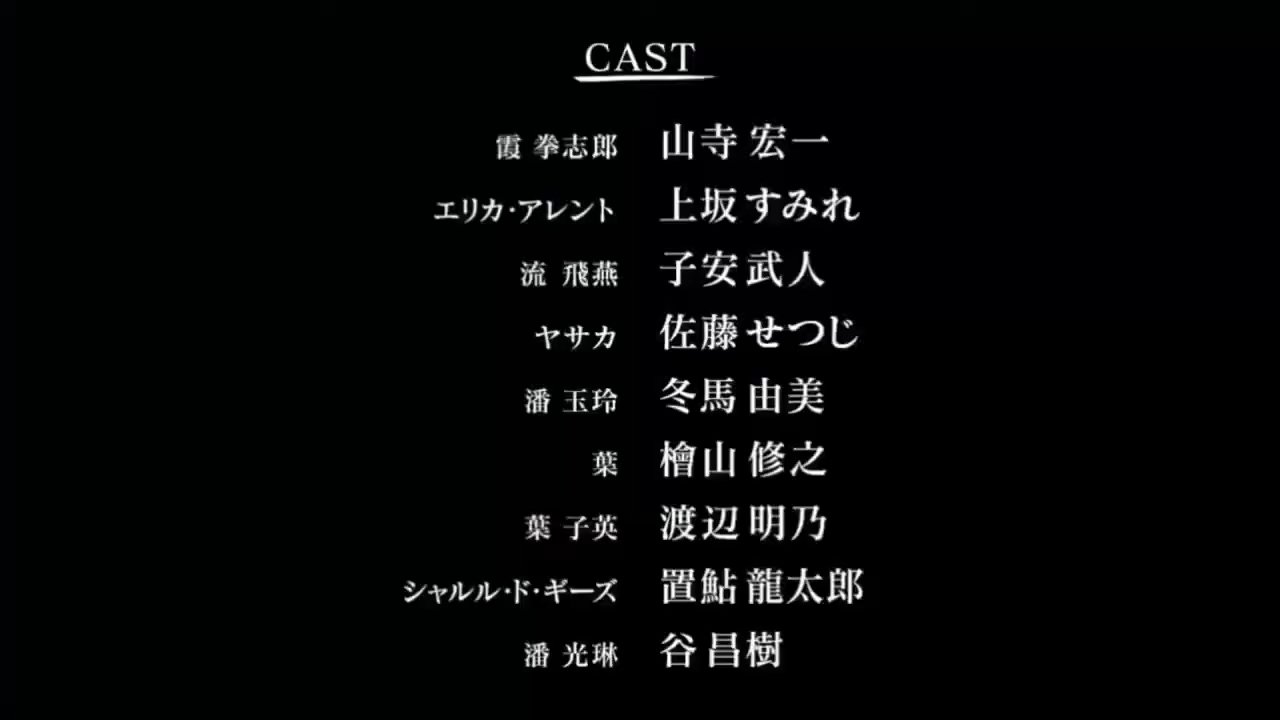 CAST
霞 拳志郎 山寺 宏一
エリカ・アレント 上坂 すみれ
流 飛燕 子安 武人
ヤサカ 佐藤 せつじ
潘 玉玲 冬馬 由美
葉 檜山 修之
葉 子英 渡辺 明乃
シャルル・ド・ギーズ 置鮎 龍太郎
潘 光琳 谷 昌樹